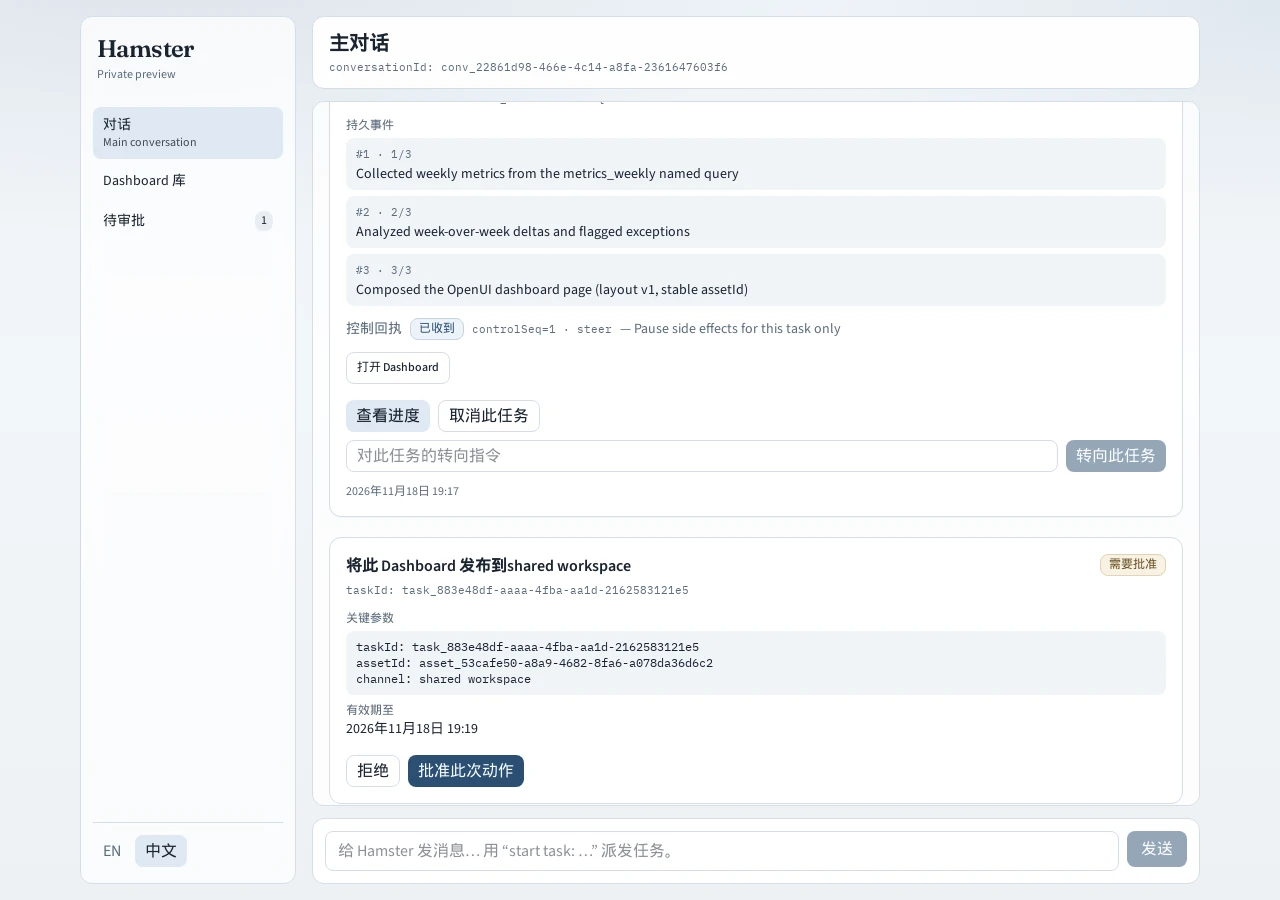 Hamster
Private preview
对话
Main conversation
Dashboard 库
待审批
1
EN
中文
主对话
conversationId: conv_22861d98-466e-4c14-a8fa-2361647603f6
持久事件
#1 · 1/3
Collected weekly metrics from the metrics_weekly named query
#2 · 2/3
Analyzed week-over-week deltas and flagged exceptions
#3 · 3/3
Composed the OpenUI dashboard page (layout v1, stable assetId)
控制回执 已收到 controlSeq=1 · steer — Pause side effects for this task only
打开 Dashboard
查看进度 取消此任务
对此任务的转向指令 转向此任务
2026年11月18日 19:17
将此 Dashboard 发布到shared workspace 需要批准
taskId: task_883e48df-aaaa-4fba-aa1d-2162583121e5
关键参数
taskId: task_883e48df-aaaa-4fba-aa1d-2162583121e5
assetId: asset_53cafe50-a8a9-4682-8fa6-a078da36d6c2
channel: shared workspace
有效期至
2026年11月18日 19:19
拒绝 批准此次动作
给 Hamster 发消息… 用 “start task: …” 派发任务。 发送